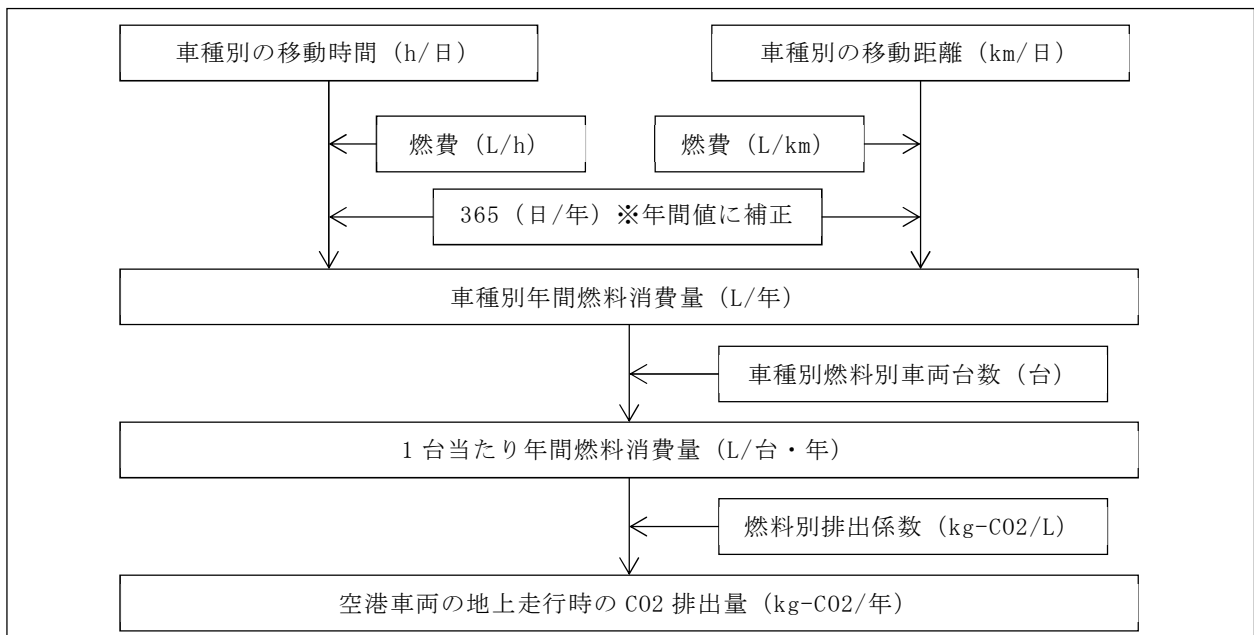 車種別の移動時間（h/日）
車種別の移動距離（km/日）
燃費（L/h）
燃費（L/km）
365（日/年）※年間値に補正
車種別年間燃料消費量（L/年）
車種別燃料別車両台数（台）
1台当たり年間燃料消費量（L/台・年）
燃料別排出係数（kg-CO2/L）
空港車両の地上走行時のCO2排出量（kg-CO2/年）